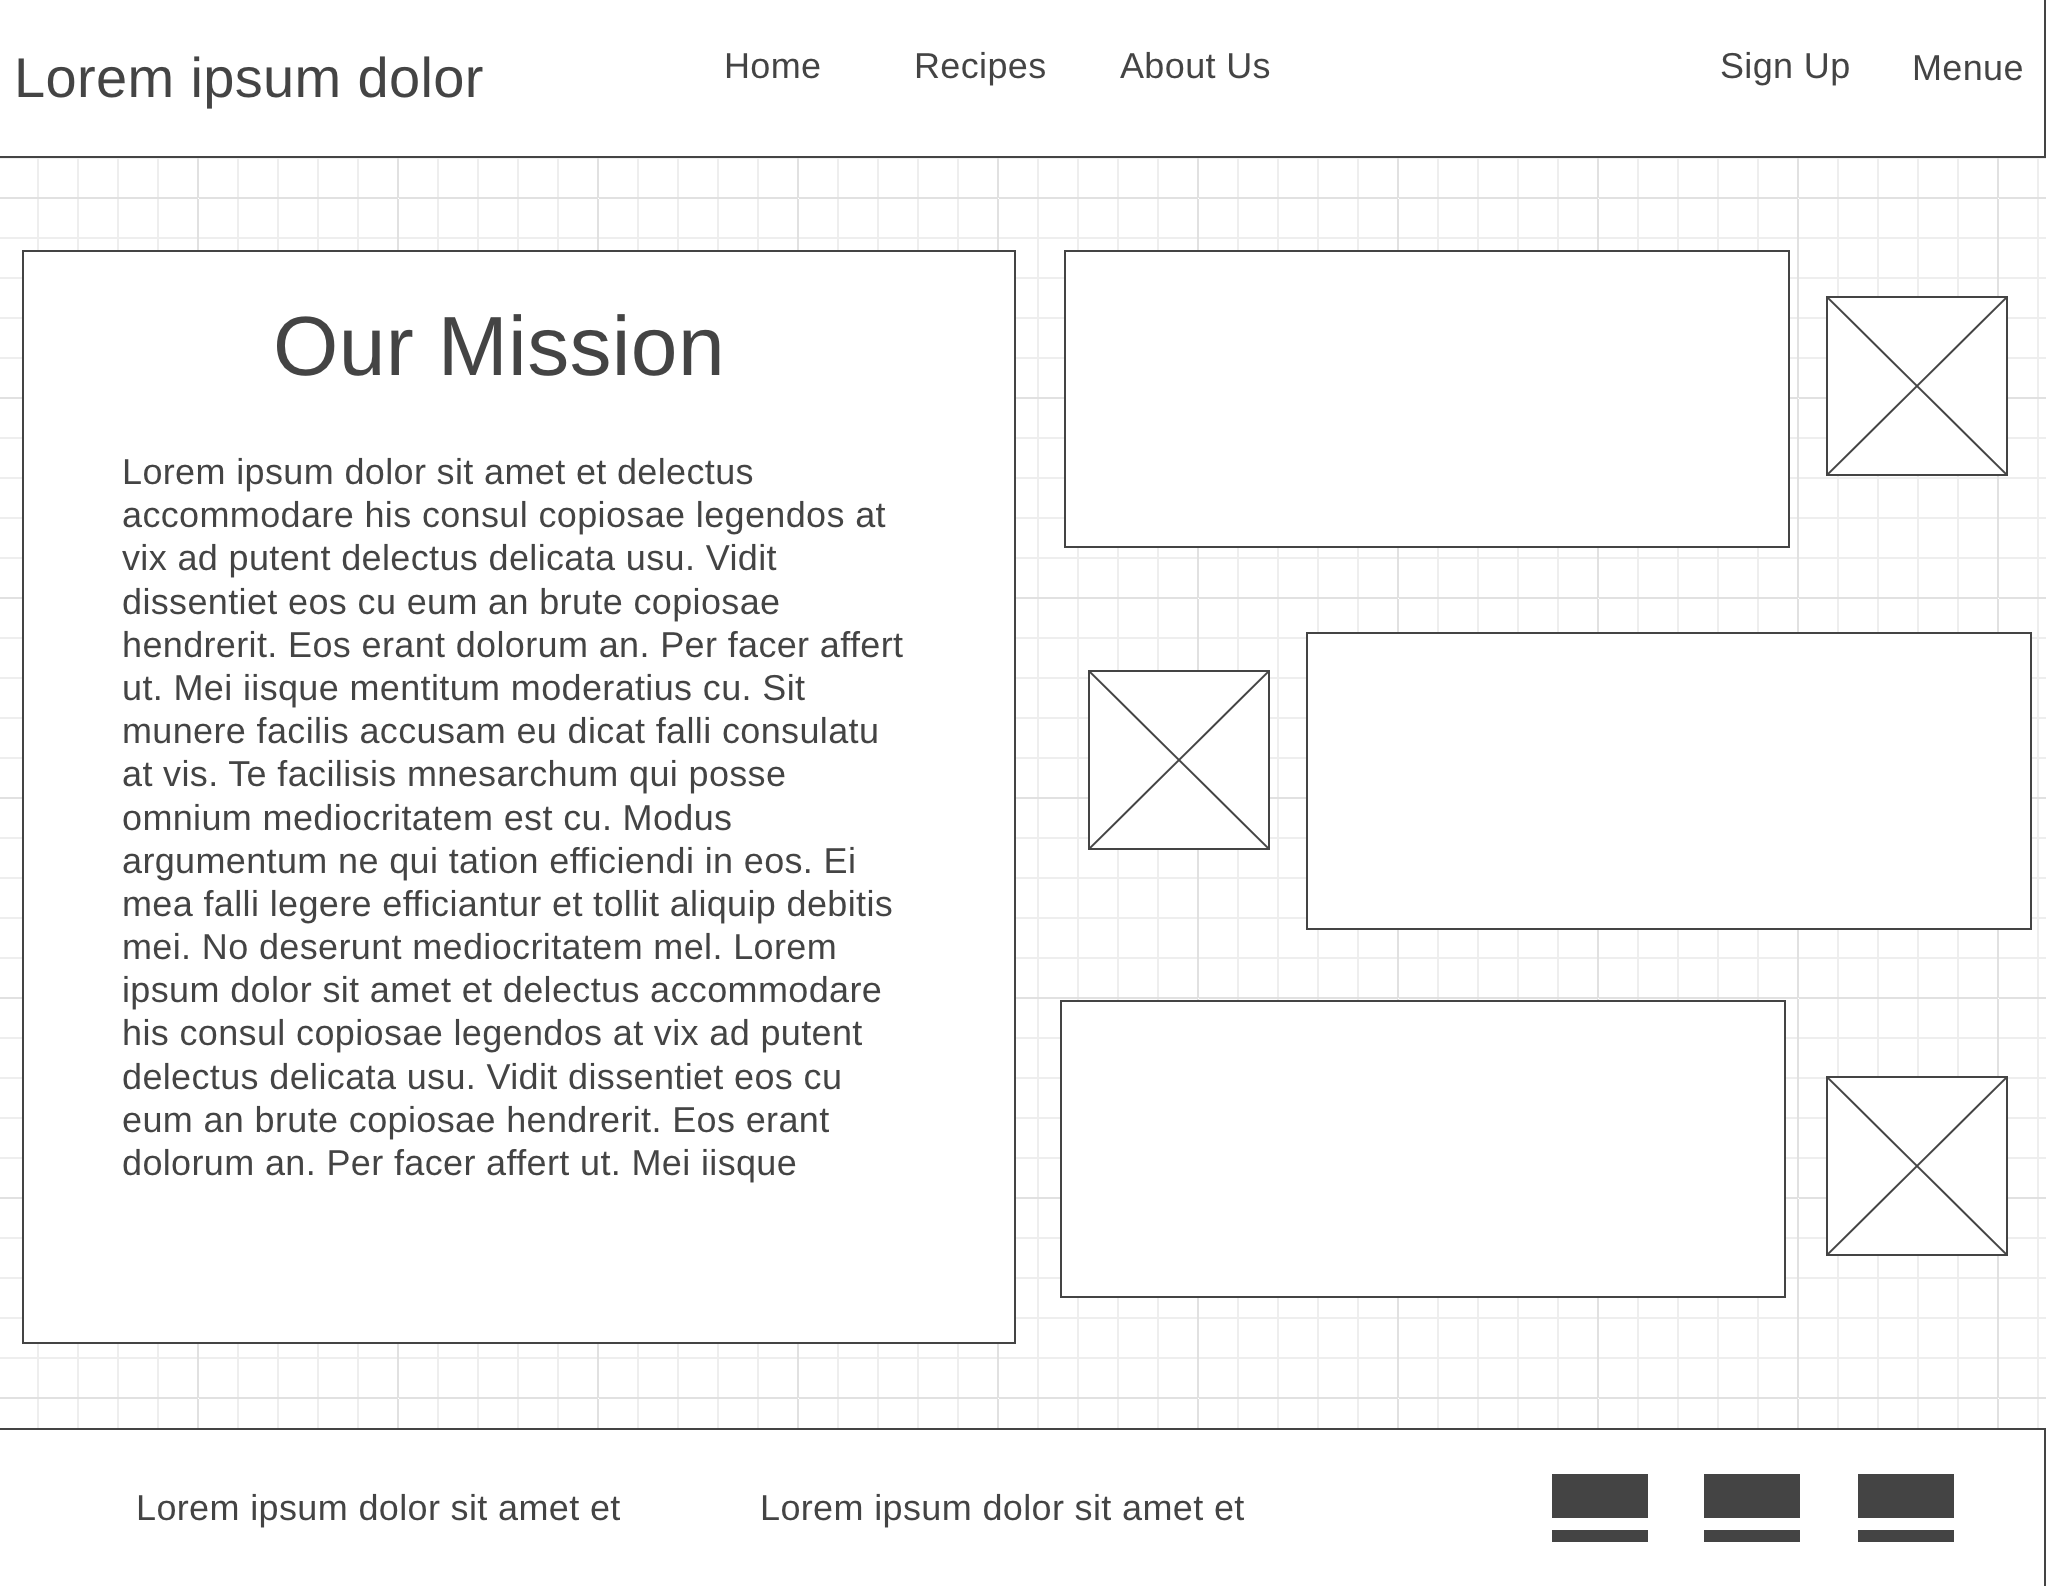 Lorem ipsum dolor
Home
Recipes
About Us
Sign Up
Menue
Our Mission
Lorem ipsum dolor sit amet et delectus
accommodare his consul copiosae legendos at
vix ad putent delectus delicata usu. Vidit
dissentiet eos cu eum an brute copiosae
hendrerit. Eos erant dolorum an. Per facer affert
ut. Mei iisque mentitum moderatius cu. Sit
munere facilis accusam eu dicat falli consulatu
at vis. Te facilisis mnesarchum qui posse
omnium mediocritatem est cu. Modus
argumentum ne qui tation efficiendi in eos. Ei
mea falli legere efficiantur et tollit aliquip debitis
mei. No deserunt mediocritatem mel. Lorem
ipsum dolor sit amet et delectus accommodare
his consul copiosae legendos at vix ad putent
delectus delicata usu. Vidit dissentiet eos cu
eum an brute copiosae hendrerit. Eos erant
dolorum an. Per facer affert ut. Mei iisque
Lorem ipsum dolor sit amet et
Lorem ipsum dolor sit amet et